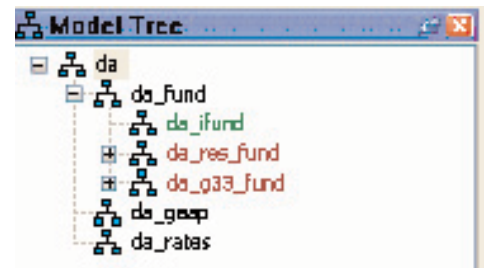 Model Tree
da
da_fund
da_ifund
da_res_fund
da_g33_fund
da_gaap
da_rates